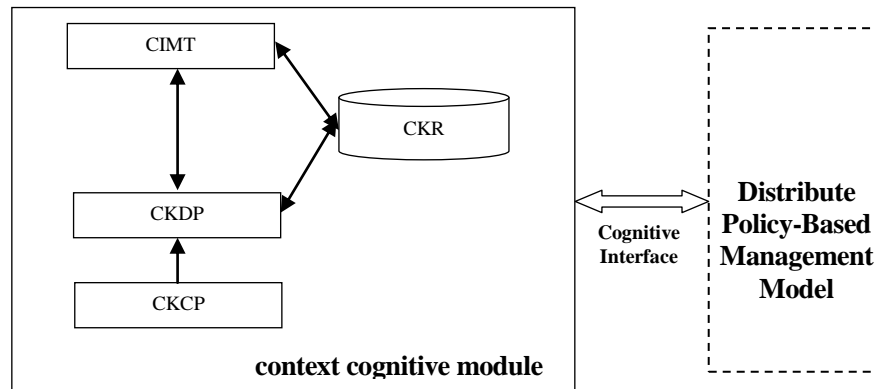 CIMT
CKR
CKDP
CKCP
context cognitive module
Cognitive
Interface
Distribute
Policy-Based
Management
Model